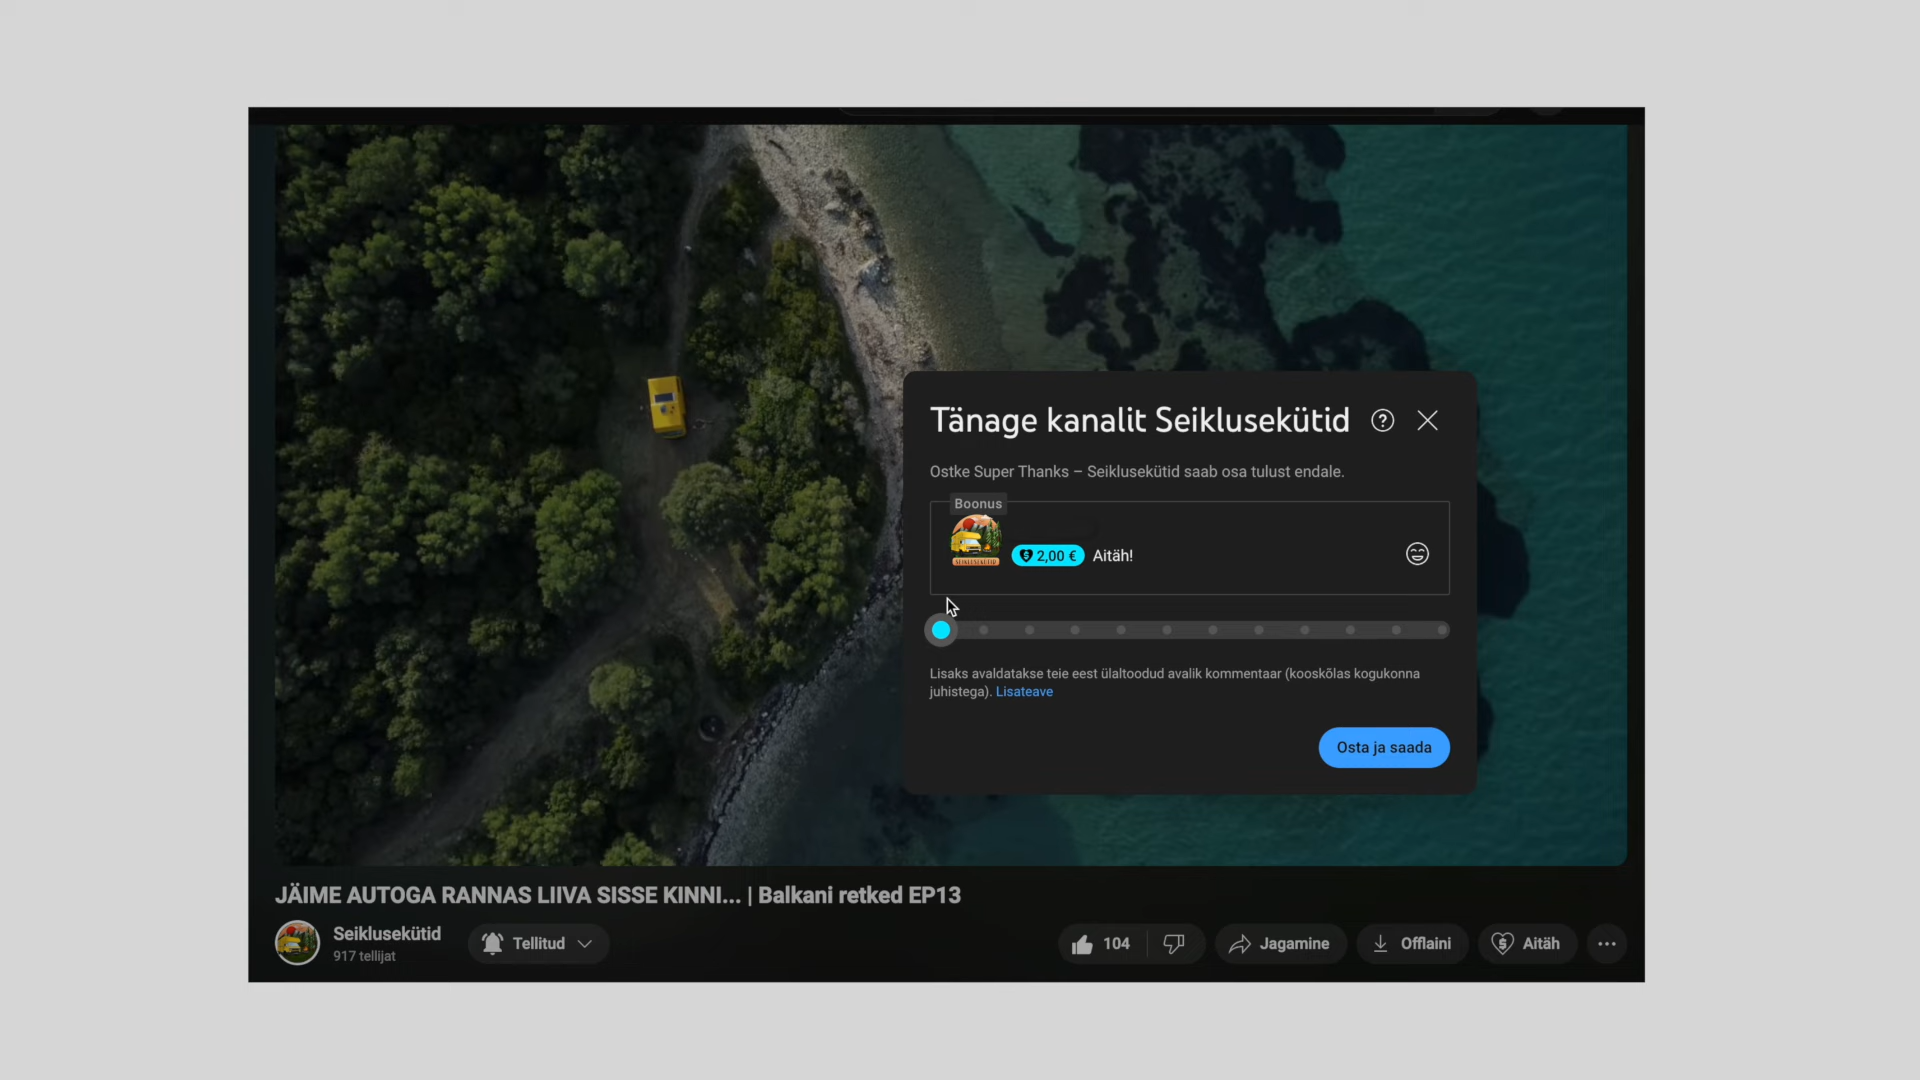 Tänage kanalit Seiklusekütid
Ostke Super Thanks – Seiklusekütid saab osa tulust endale.
Boonus
SEIKLUSEKÜTID
2,00 € Aitäh!
Lisaks avaldatakse teie eest ülaltoodud avalik kommentaar (kooskõlas kogukonna
juhistega). Lisateave
Osta ja saada
JÄIME AUTOGA RANNAS LIIVA SISSE KINNI... | Balkani retked EP13
Seiklusekütid
917 tellijat
Tellitud
104
Jagamine
Offlaini
Aitäh